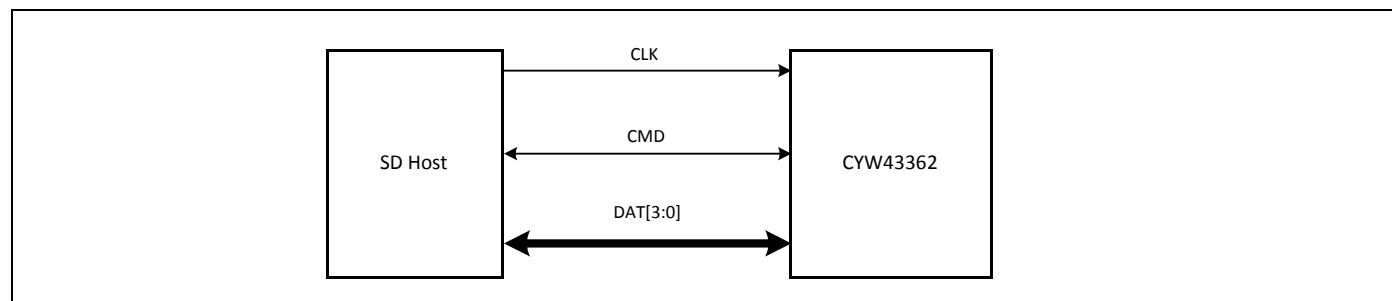 CLK
CMD
SD Host
CYW43362
DAT[3:0]